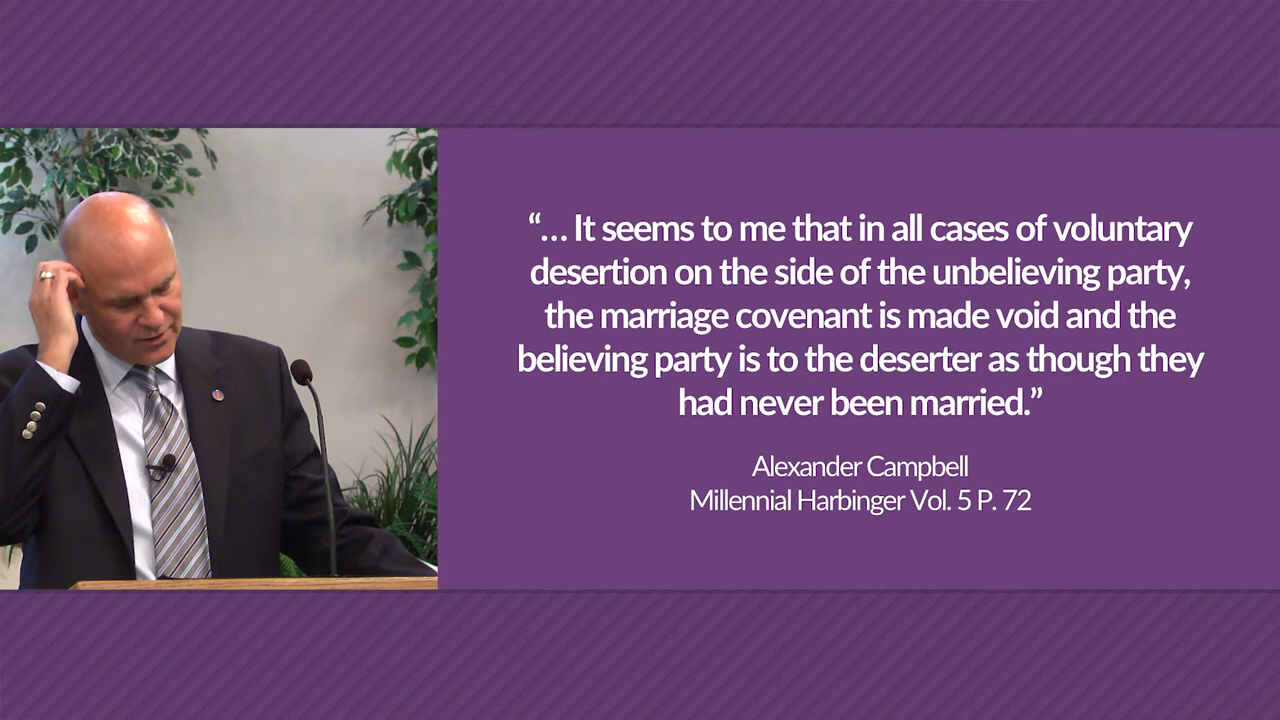 “… It seems to me that in all cases of voluntary
desertion on the side of the unbelieving party,
the marriage covenant is made void and the
believing party is to the deserter as though they
had never been married.”
Alexander Campbell
Millennial Harbinger Vol. 5 P. 72